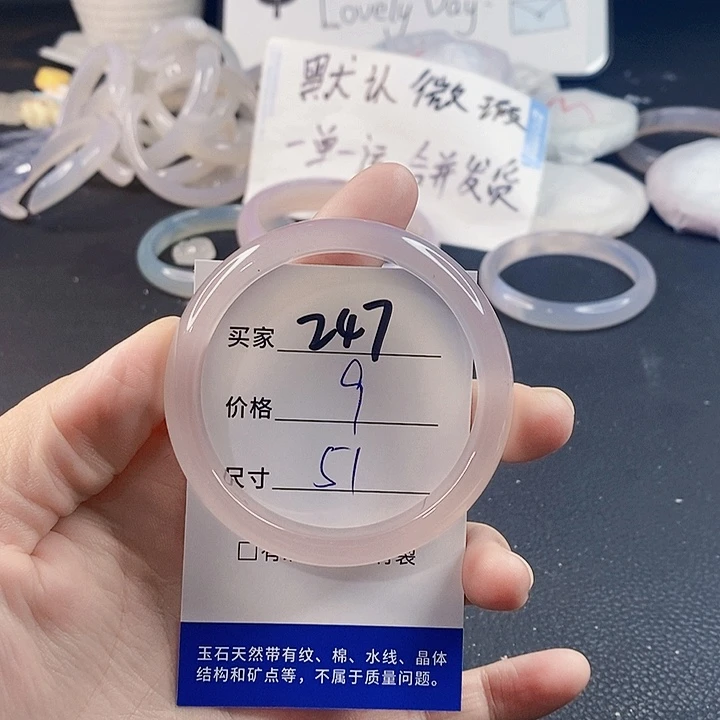 Lovely Day
默认微瑕
一单一证 合并发货
买家 247
价格 9
尺寸 51
玉石天然带有纹、棉、水线、晶体
结构和矿点等，不属于质量问题。